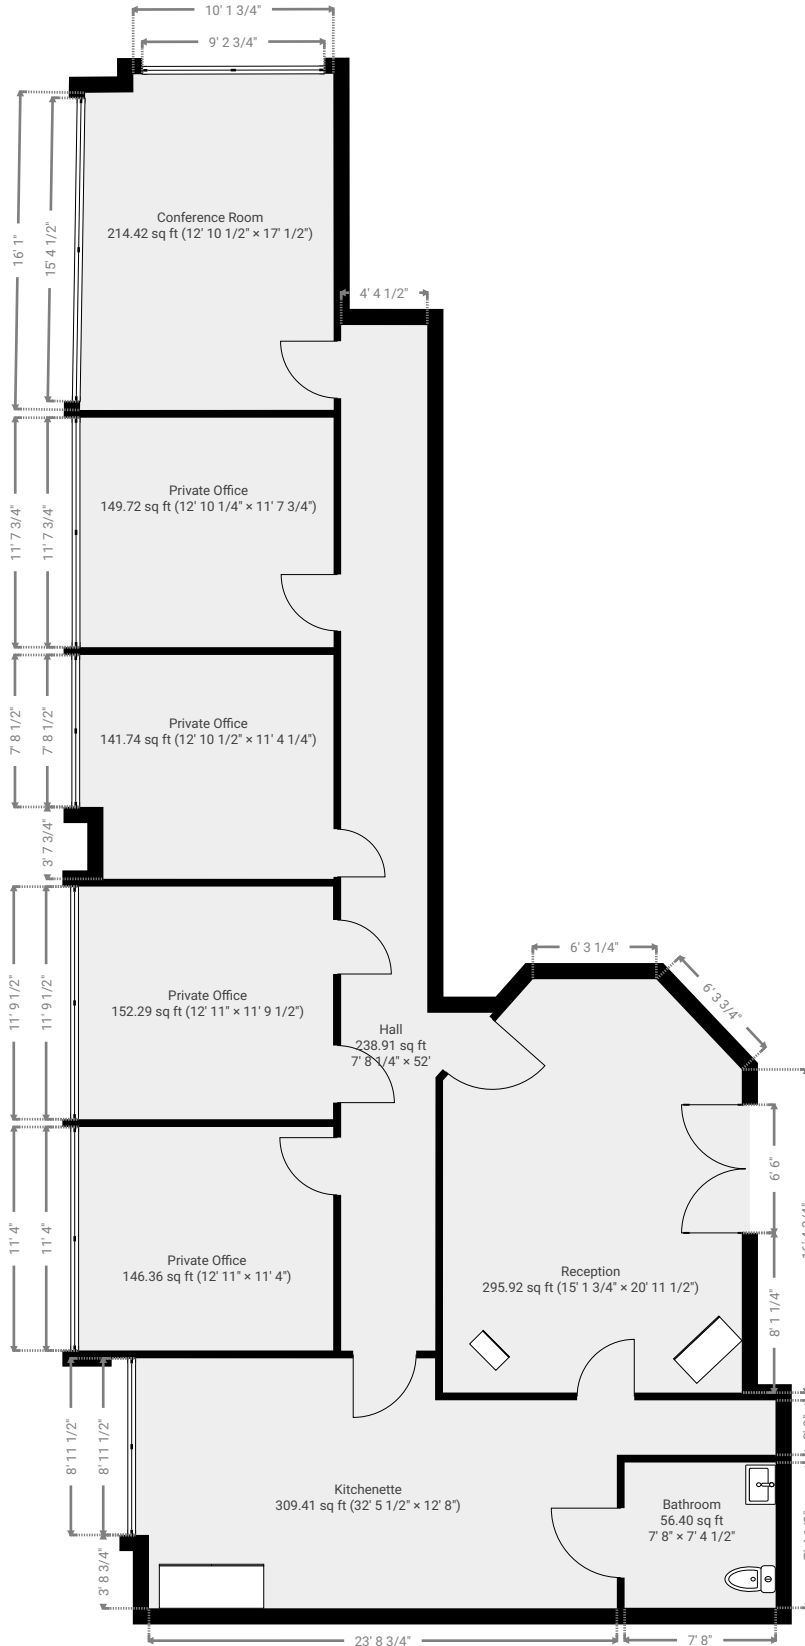 10' 1 3/4"
9' 2 3/4"
16' 1"
15' 4 1/2"
Conference Room
214.42 sq ft (12' 10 1/2" × 17' 1/2")
4' 4 1/2"
11' 7 3/4"
11' 7 3/4"
Private Office
149.72 sq ft (12' 10 1/4" × 11' 7 3/4")
7' 8 1/2"
7' 8 1/2"
Private Office
141.74 sq ft (12' 10 1/2" × 11' 4 1/4")
3' 7 3/4"
11' 9 1/2"
11' 9 1/2"
Private Office
152.29 sq ft (12' 11" × 11' 9 1/2")
6' 3 1/4"
6' 3 3/4"
Hall
238.91 sq ft
7' 8 1/4" × 52'
6' 6"
11' 4"
11' 4"
Private Office
146.36 sq ft (12' 11" × 11' 4")
Reception
295.92 sq ft (15' 1 3/4" × 20' 11 1/2")
8' 1 1/4"
8' 11 1/2"
8' 11 1/2"
Kitchenette
309.41 sq ft (32' 5 1/2" × 12' 8")
Bathroom
56.40 sq ft
7' 8" × 7' 4 1/2"
3' 8 3/4"
23' 8 3/4"
7' 8"